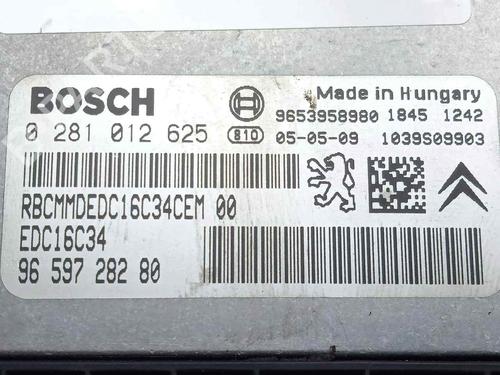 BOSCH
Made in Hungary
9653958980 1845 1242
0 281 012 625 810 05-05-09 1039S09903
RBCMMDEDC16C34CEM 00
EDC16C34
96 597 282 80